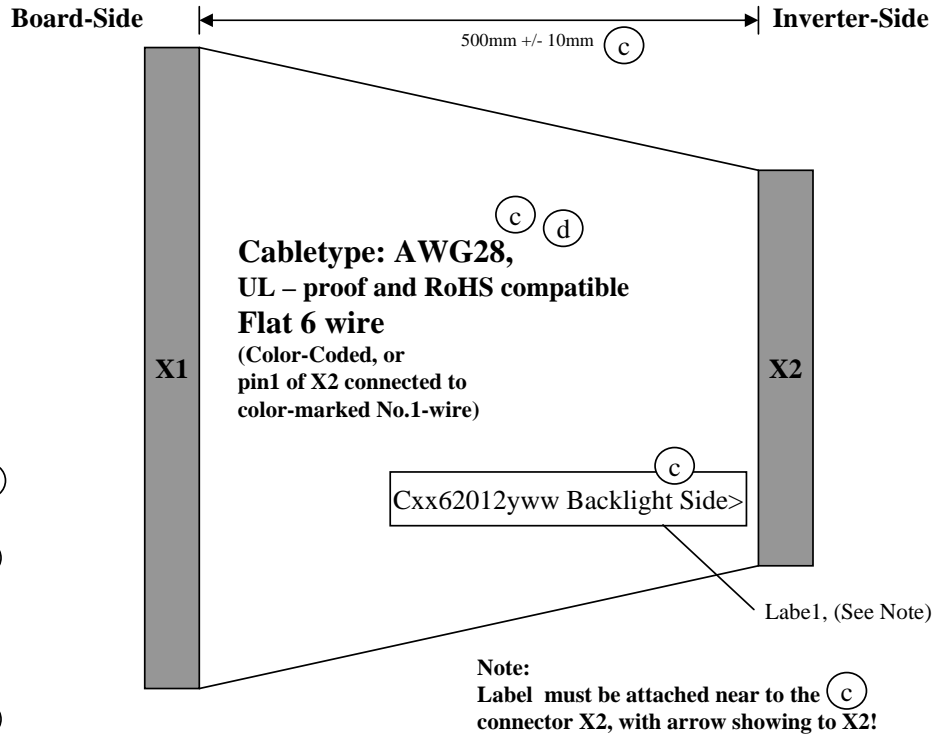 Board-Side
Inverter-Side
500mm +/- 10mm c
c d
Cabletype: AWG28,
UL – proof and RoHS compatible
Flat 6 wire
(Color-Coded, or
pin1 of X2 connected to
color-marked No.1-wire)
X1
X2
c
Cxx62012yww Backlight Side>
Labe1, (See Note)
Note:
Label must be attached near to the c
connector X2, with arrow showing to X2!